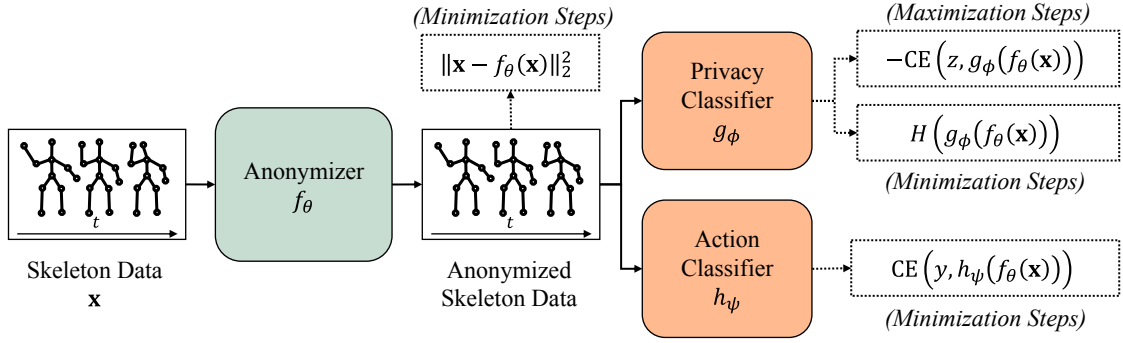 (Minimization Steps)
‖x − f_θ(x)‖₂²
Skeleton Data
x
t
Anonymizer
f_θ
t
Anonymized
Skeleton Data
Privacy
Classifier
g_ϕ
(Maximization Steps)
−CE(z, g_ϕ(f_θ(x)))
H(g_ϕ(f_θ(x)))
(Minimization Steps)
Action
Classifier
h_ψ
CE(y, h_ψ(f_θ(x)))
(Minimization Steps)